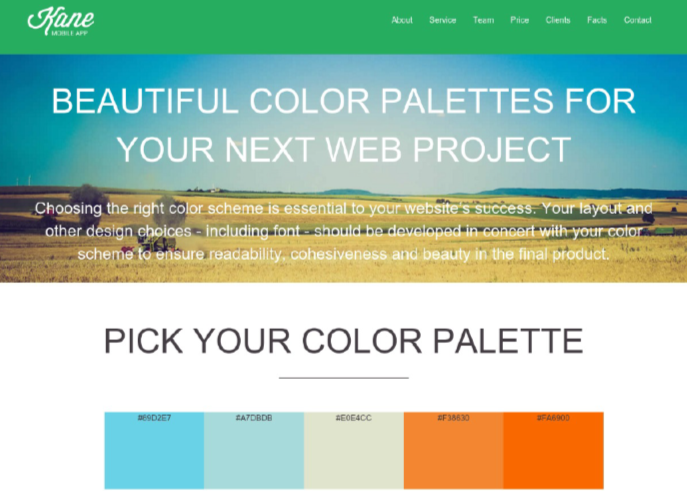 Kane
MOBILE APP
About Service Team Price Clients Facts Contact
BEAUTIFUL COLOR PALETTES FOR
YOUR NEXT WEB PROJECT
Choosing the right color scheme is essential to your website's success. Your layout and
other design choices - including font - should be developed in concert with your color
scheme to ensure readability, cohesiveness and beauty in the final product.
PICK YOUR COLOR PALETTE
#69D2E7 #A7DBDB #E0E4CC #F38630 #FA6900